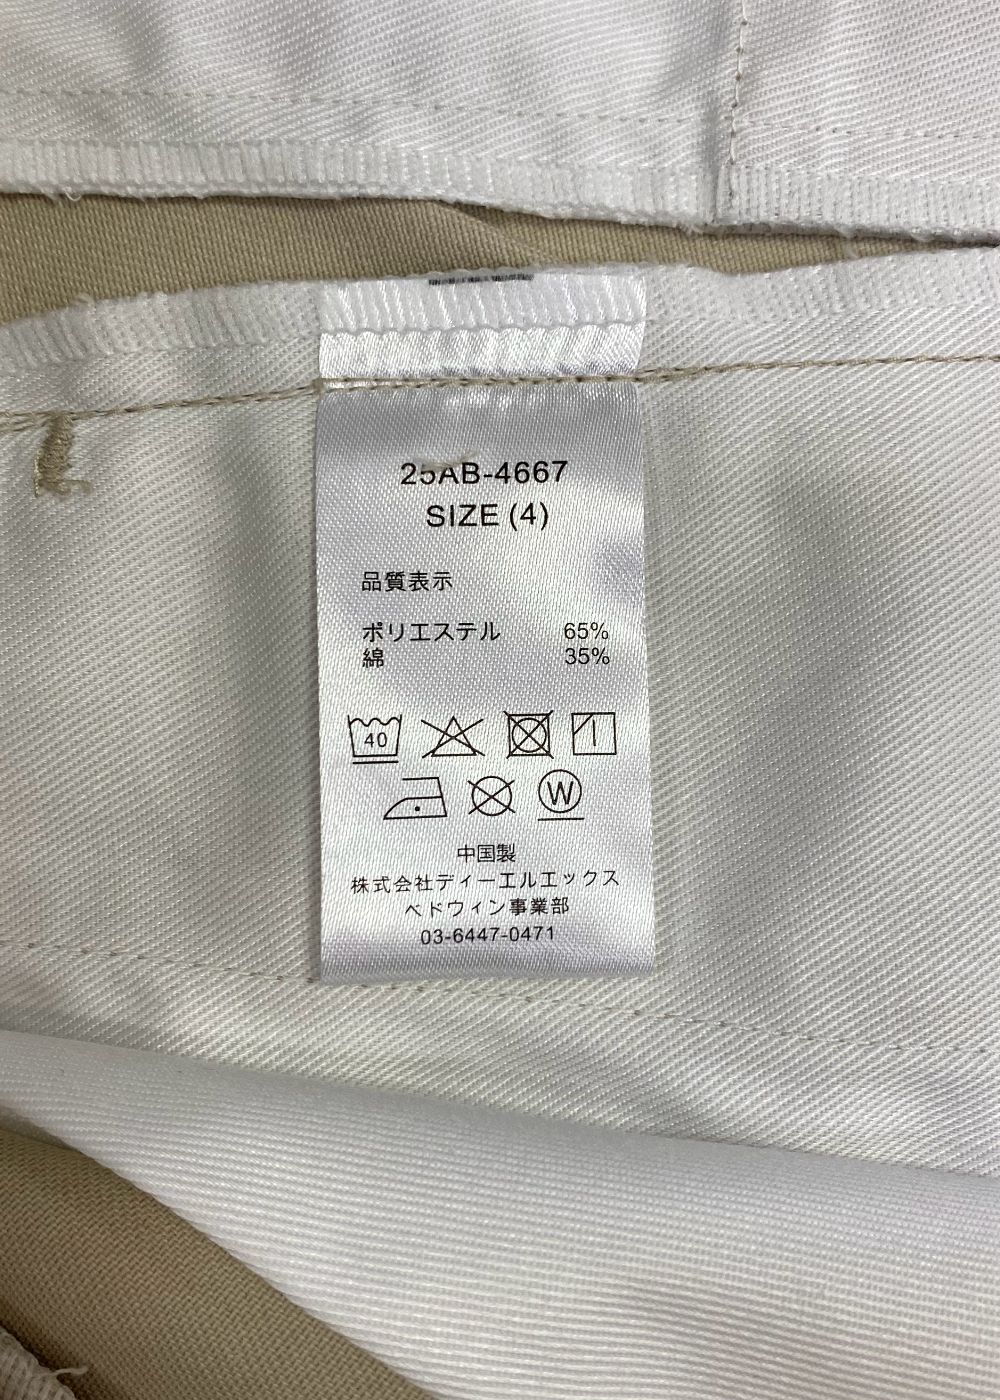 25AB-4667
SIZE (4)
品質表示
ポリエステル 65%
綿 35%
40
W
中国製
株式会社ディーエルエックス
ベドウィン事業部
03-6447-0471